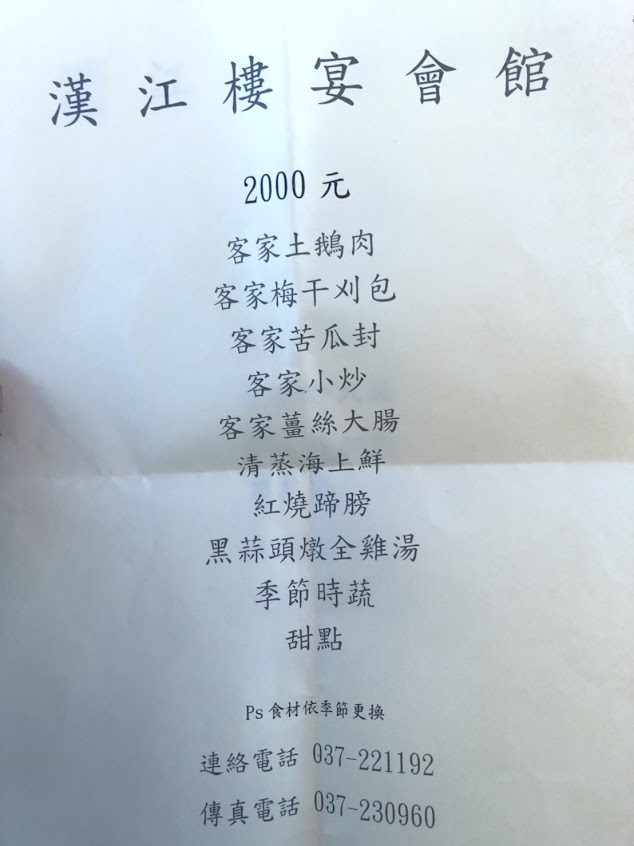 漢江樓宴會館
2000 元
客家土鵝肉
客家梅干刈包
客家苦瓜封
客家小炒
客家薑絲大腸
清蒸海上鮮
紅燒蹄膀
黑蒜頭燉全雞湯
季節時蔬
甜點
Ps 食材依季節更換
連絡電話 037-221192
傳真電話 037-230960